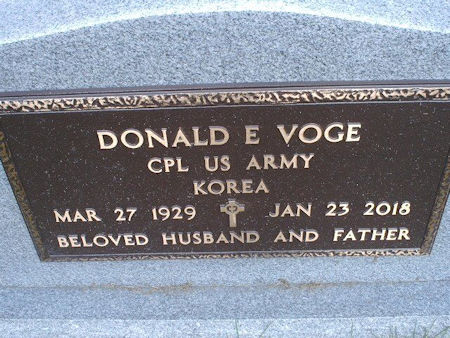 DONALD E VOGE
CPL US ARMY
KOREA
MAR 27 1929 JAN 23 2018
BELOVED HUSBAND AND FATHER